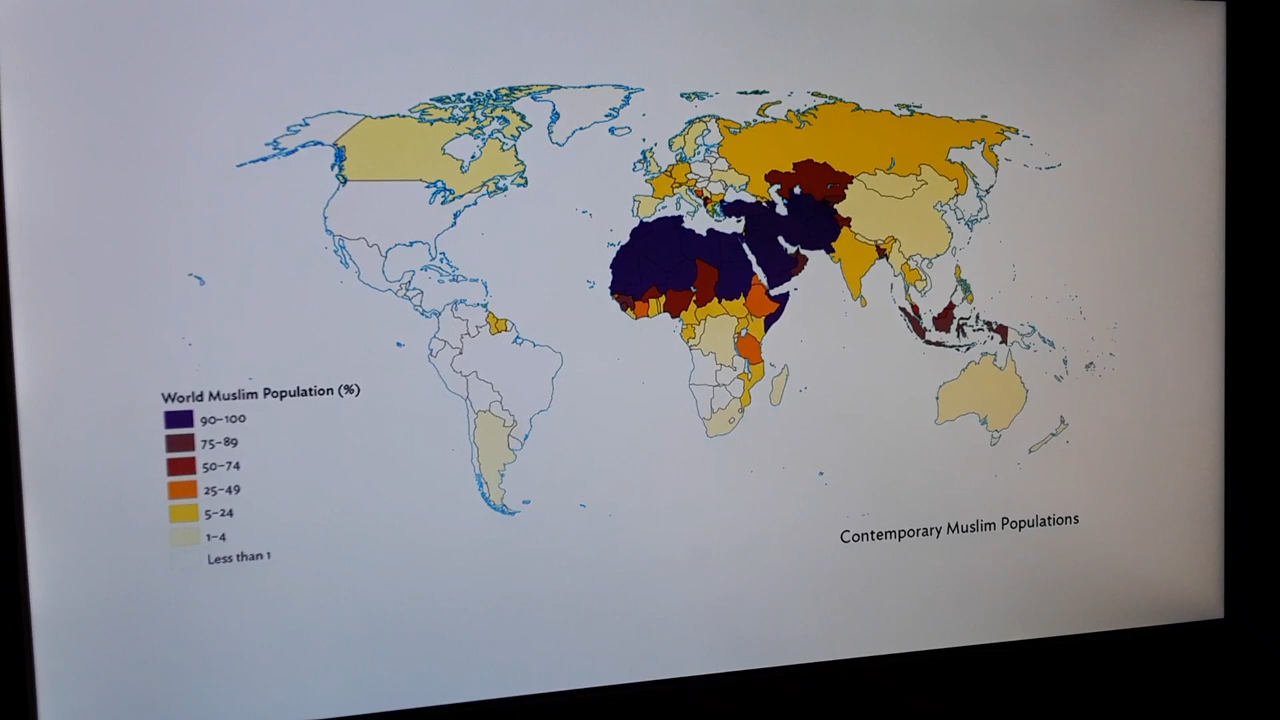 World Muslim Population (%)
90–100
75–89
50–74
25–49
5–24
1–4
Less than 1
Contemporary Muslim Populations